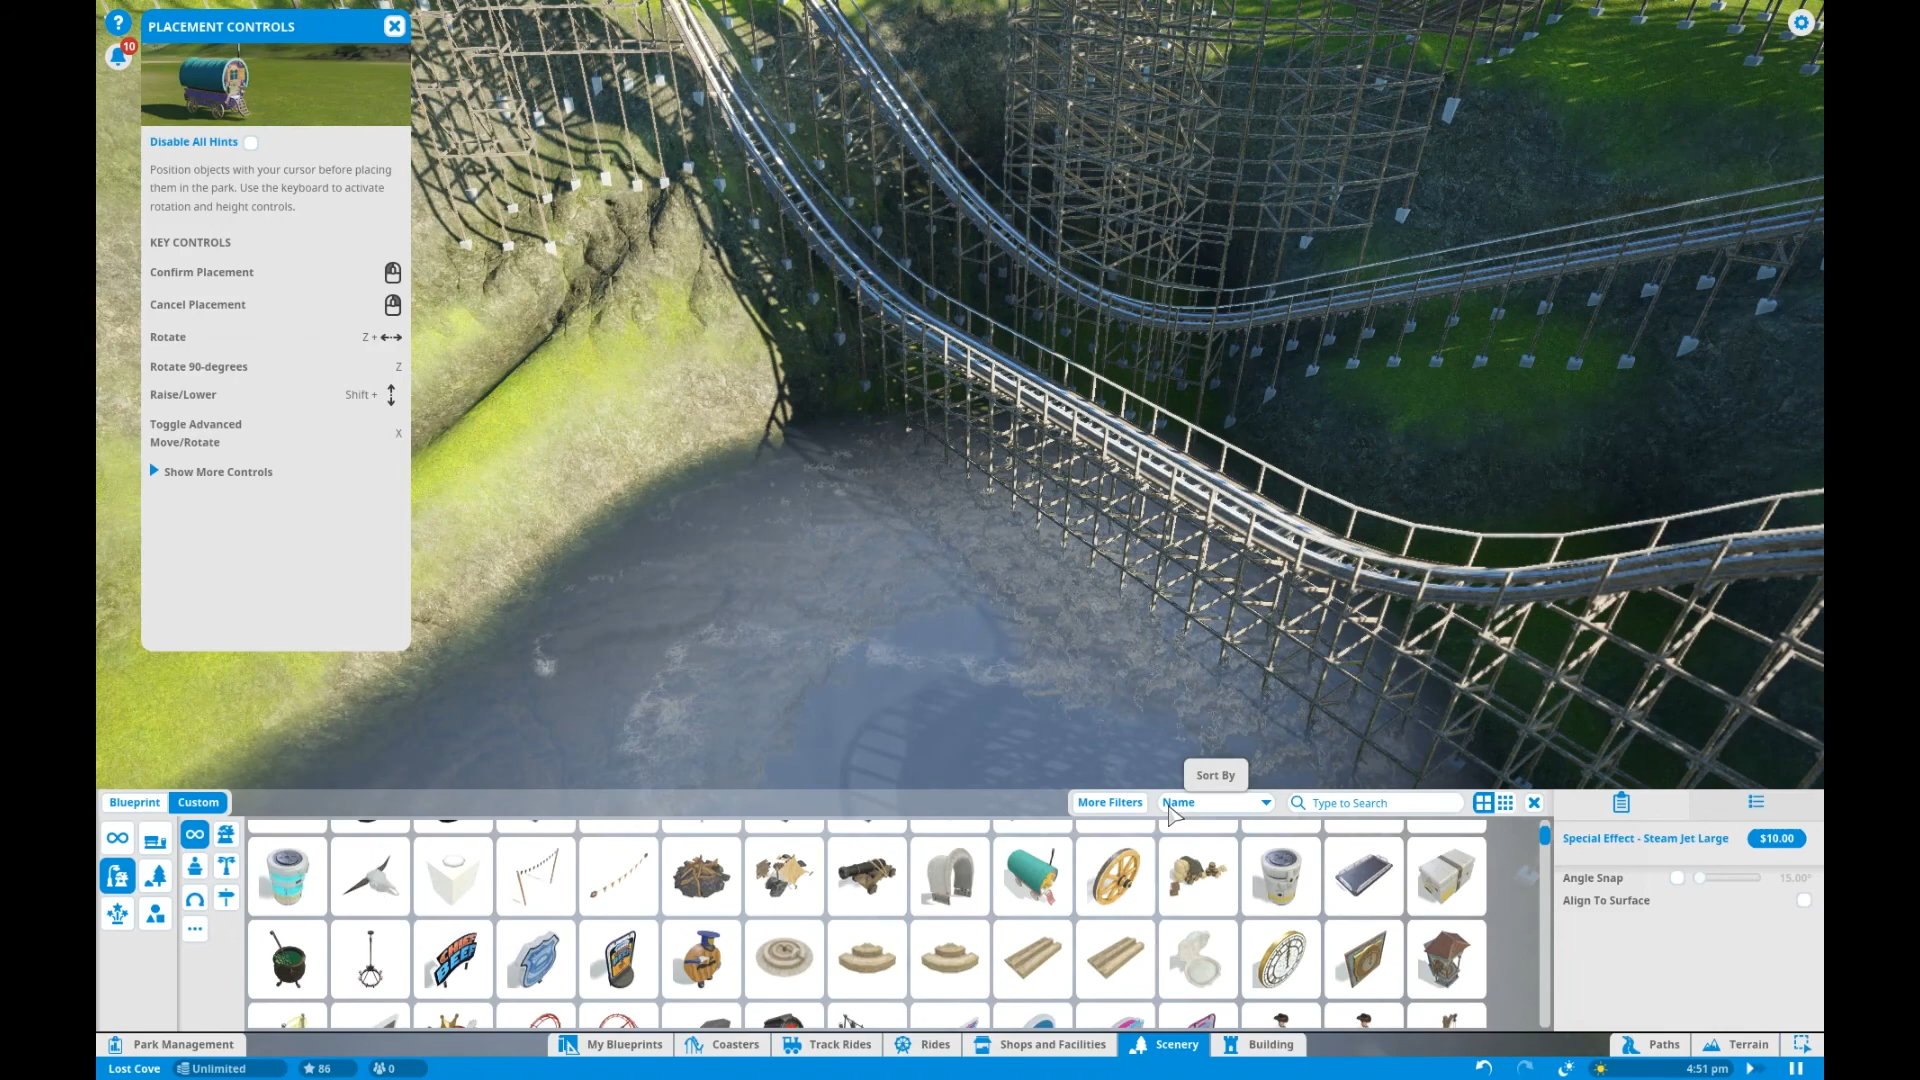 ?
PLACEMENT CONTROLS
10
Disable All Hints
Position objects with your cursor before placing
them in the park. Use the keyboard to activate
rotation and height controls.
KEY CONTROLS
Confirm Placement
Cancel Placement
Rotate Z +
Rotate 90-degrees Z
Raise/Lower Shift +
Toggle Advanced
Move/Rotate X
Show More Controls
Sort By
Blueprint Custom
More Filters Name Type to Search
Special Effect - Steam Jet Large $10.00
Angle Snap 15.00°
Align To Surface
CHIEF
BEEF
Park Management My Blueprints Coasters Track Rides Rides Shops and Facilities Scenery Building Paths Terrain
Lost Cove Unlimited 86 0 4:51 pm